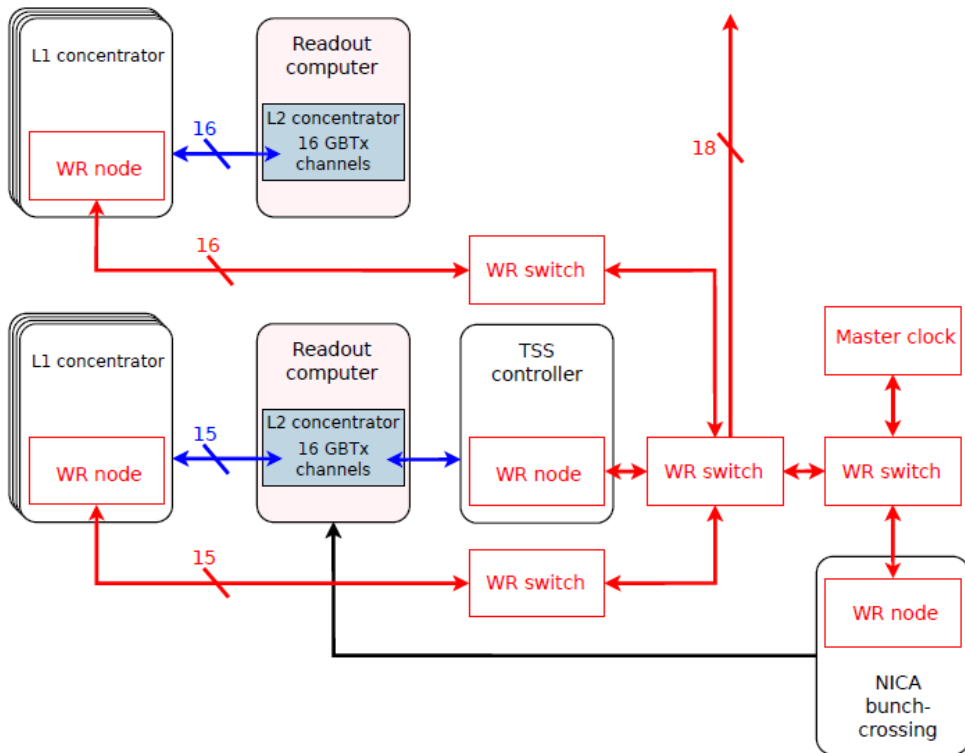 L1 concentrator
WR node
16
Readout
computer
L2 concentrator
16 GBTx
channels
18
16
WR switch
L1 concentrator
WR node
15
Readout
computer
L2 concentrator
16 GBTx
channels
TSS
controller
WR node
WR switch
Master clock
WR switch
15
WR switch
WR node
NICA
bunch-
crossing